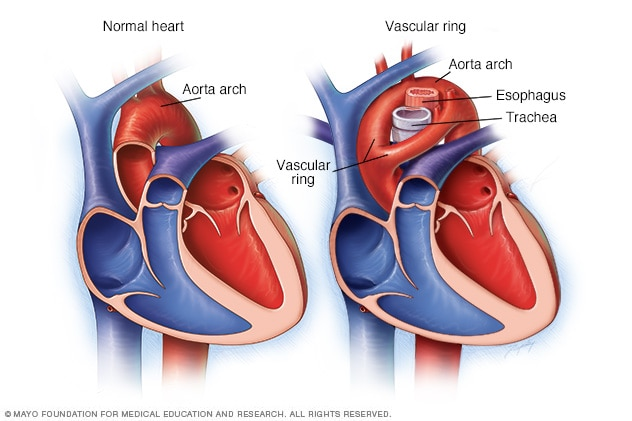 Normal heart
Vascular ring
Aorta arch
Aorta arch
Esophagus
Trachea
Vascular
ring
© MAYO FOUNDATION FOR MEDICAL EDUCATION AND RESEARCH. ALL RIGHTS RESERVED.